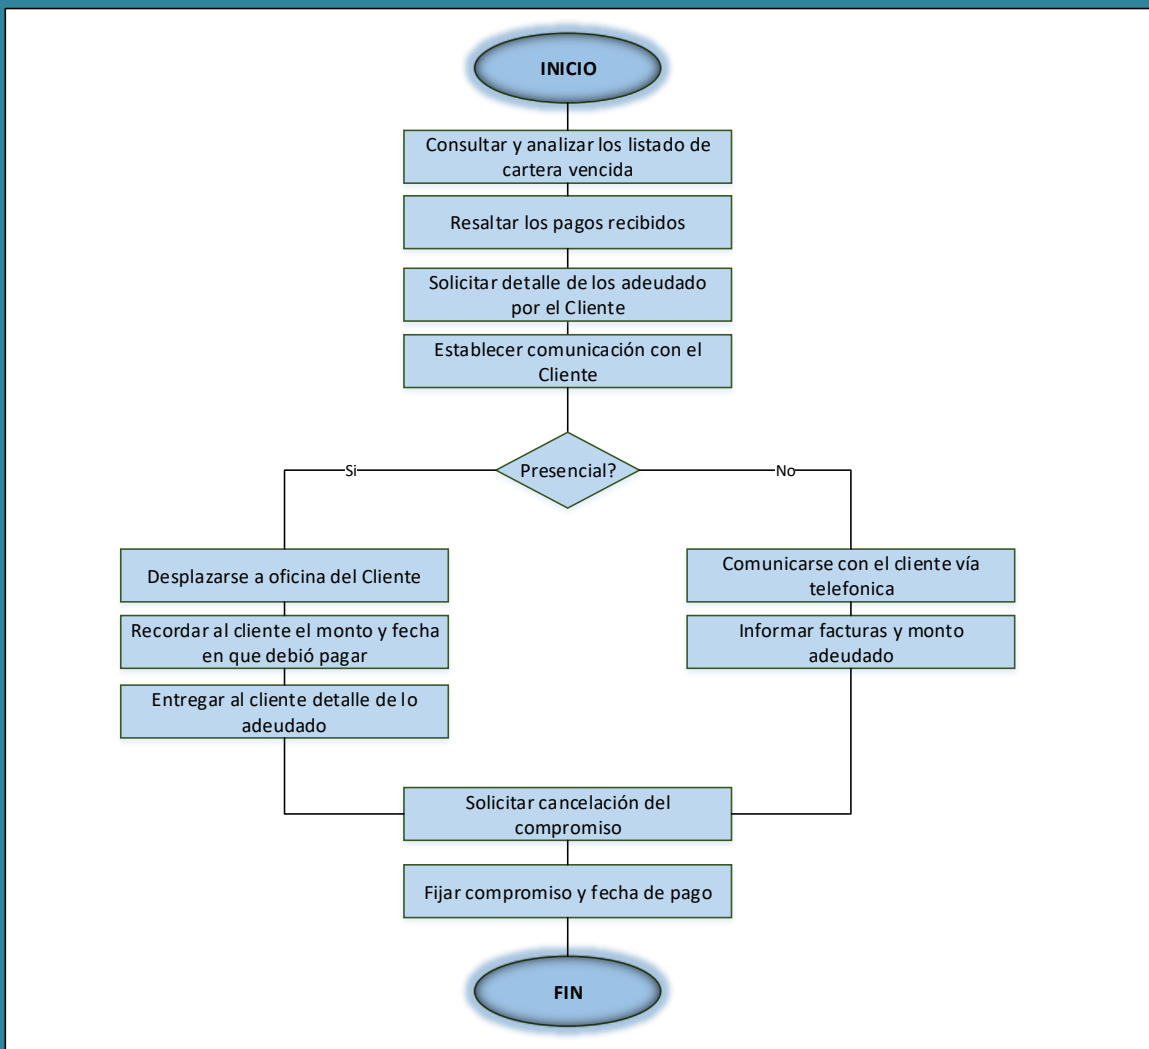 INICIO
Consultar y analizar los listado de
cartera vencida
Resaltar los pagos recibidos
Solicitar detalle de los adeudado
por el Cliente
Establecer comunicación con el
Cliente
Presencial?
Si
No
Desplazarse a oficina del Cliente
Recordar al cliente el monto y fecha
en que debió pagar
Entregar al cliente detalle de lo
adeudado
Comunicarse con el cliente vía
telefonica
Informar facturas y monto
adeudado
Solicitar cancelación del
compromiso
Fijar compromiso y fecha de pago
FIN